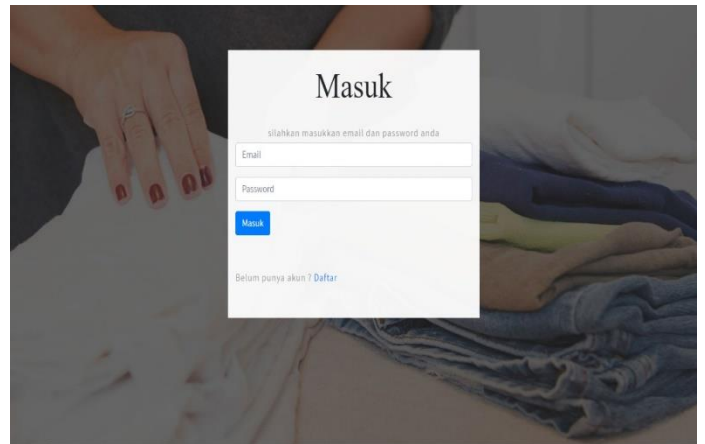 Masuk
silahkan masukkan email dan password anda
Email
Password
Masuk
Belum punya akun ? Daftar